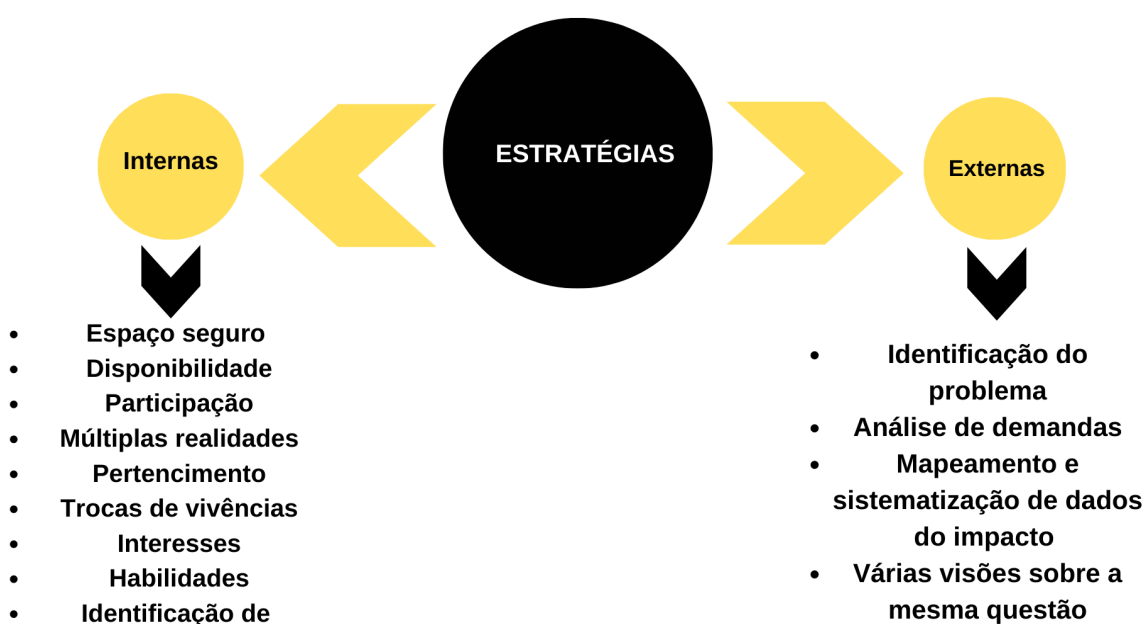 ESTRATÉGIAS
Internas
Espaço seguro
Disponibilidade
Participação
Múltiplas realidades
Pertencimento
Trocas de vivências
Interesses
Habilidades
Identificação de
Externas
Identificação do
problema
Análise de demandas
Mapeamento e
sistematização de dados
do impacto
Várias visões sobre a
mesma questão